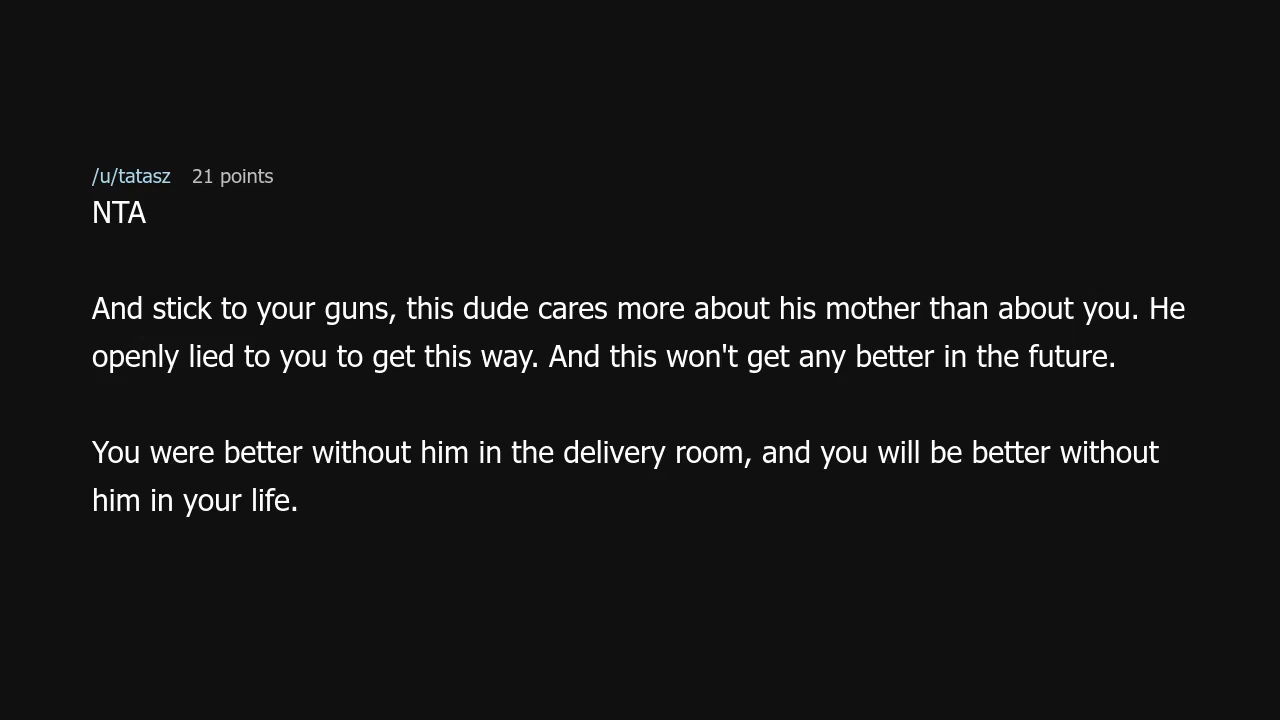 /u/tatasz 21 points
NTA
And stick to your guns, this dude cares more about his mother than about you. He
openly lied to you to get this way. And this won't get any better in the future.
You were better without him in the delivery room, and you will be better without
him in your life.